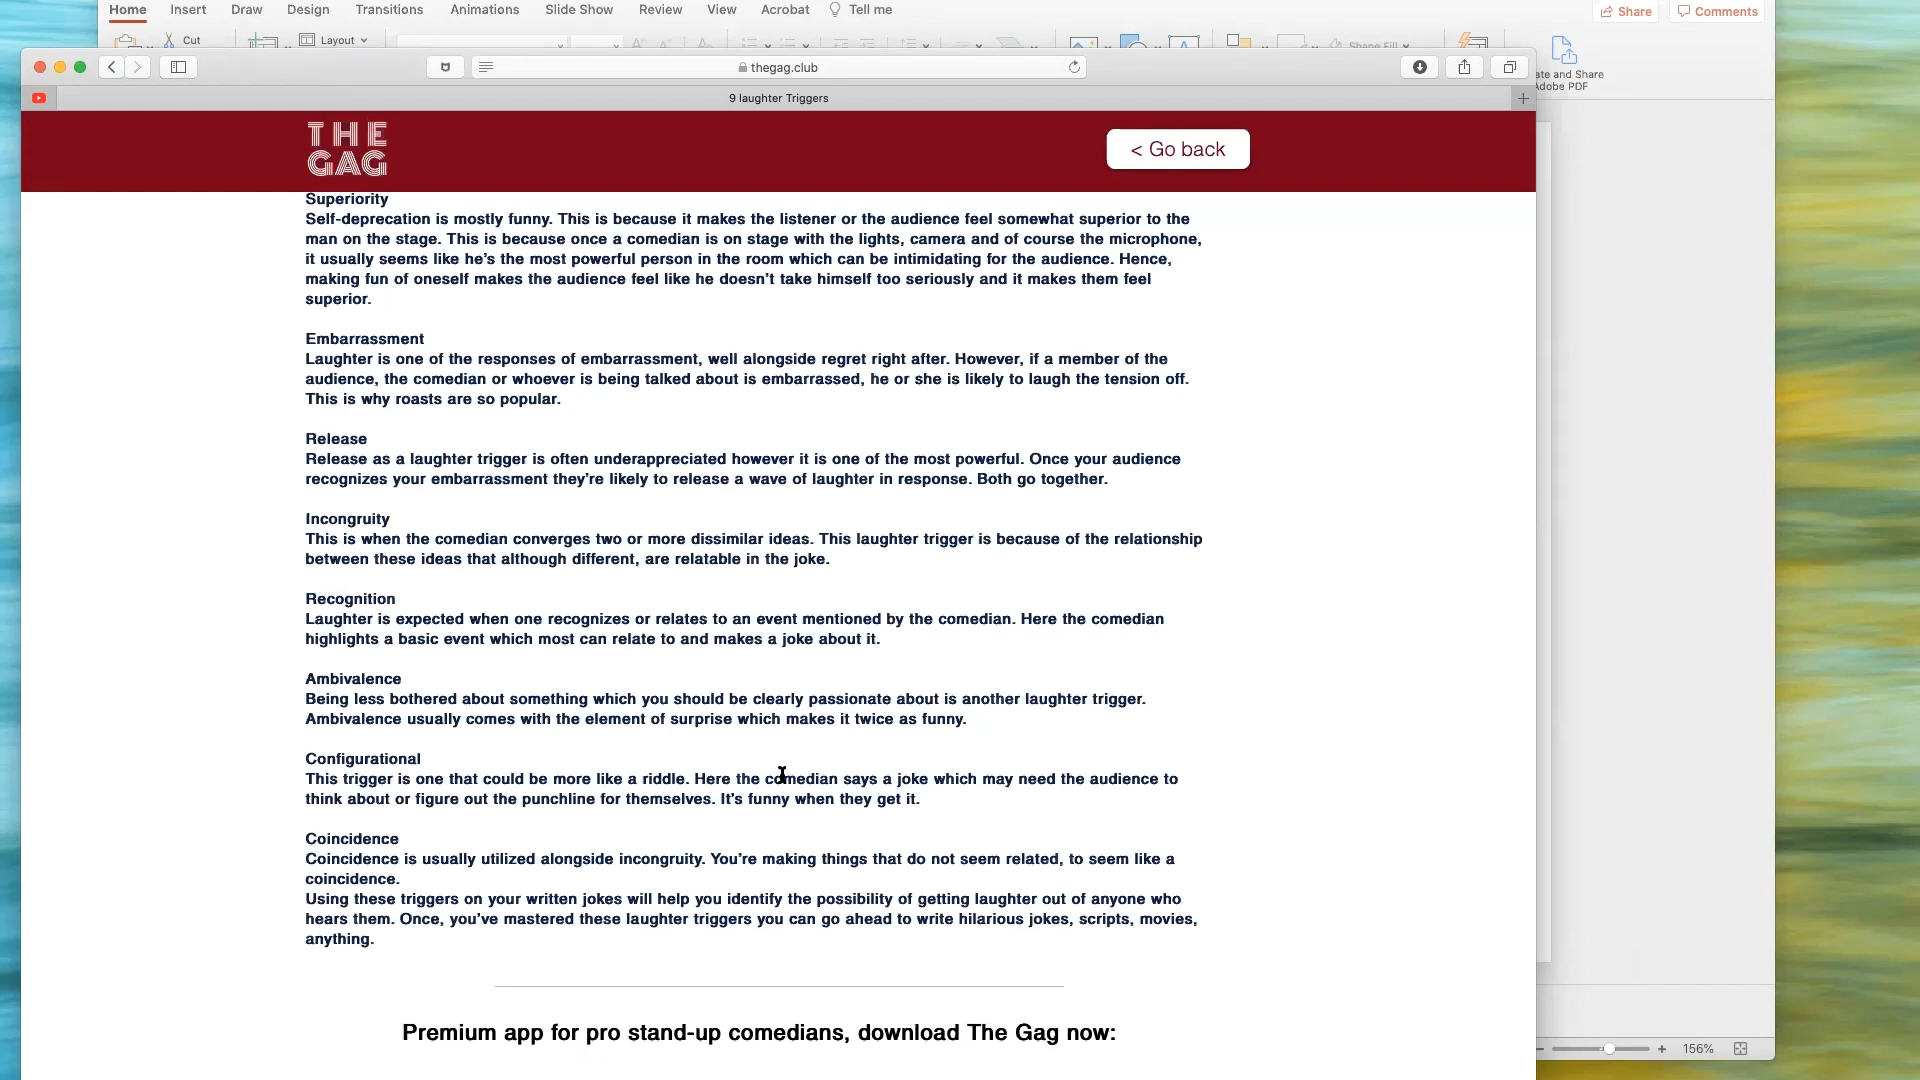 Home Insert Draw Design Transitions Animations Slide Show Review View Acrobat Tell me
Share Comments
Cut Layout Shape Fill
ate and Share
Adobe PDF
thegag.club
9 laughter Triggers
THE
GAG
< Go back
Superiority
Self-deprecation is mostly funny. This is because it makes the listener or the audience feel somewhat superior to the
man on the stage. This is because once a comedian is on stage with the lights, camera and of course the microphone,
it usually seems like he's the most powerful person in the room which can be intimidating for the audience. Hence,
making fun of oneself makes the audience feel like he doesn't take himself too seriously and it makes them feel
superior.
Embarrassment
Laughter is one of the responses of embarrassment, well alongside regret right after. However, if a member of the
audience, the comedian or whoever is being talked about is embarrassed, he or she is likely to laugh the tension off.
This is why roasts are so popular.
Release
Release as a laughter trigger is often underappreciated however it is one of the most powerful. Once your audience
recognizes your embarrassment they're likely to release a wave of laughter in response. Both go together.
Incongruity
This is when the comedian converges two or more dissimilar ideas. This laughter trigger is because of the relationship
between these ideas that although different, are relatable in the joke.
Recognition
Laughter is expected when one recognizes or relates to an event mentioned by the comedian. Here the comedian
highlights a basic event which most can relate to and makes a joke about it.
Ambivalence
Being less bothered about something which you should be clearly passionate about is another laughter trigger.
Ambivalence usually comes with the element of surprise which makes it twice as funny.
Configurational
This trigger is one that could be more like a riddle. Here the comedian says a joke which may need the audience to
think about or figure out the punchline for themselves. It's funny when they get it.
Coincidence
Coincidence is usually utilized alongside incongruity. You're making things that do not seem related, to seem like a
coincidence.
Using these triggers on your written jokes will help you identify the possibility of getting laughter out of anyone who
hears them. Once, you've mastered these laughter triggers you can go ahead to write hilarious jokes, scripts, movies,
anything.
Premium app for pro stand-up comedians, download The Gag now:
156%